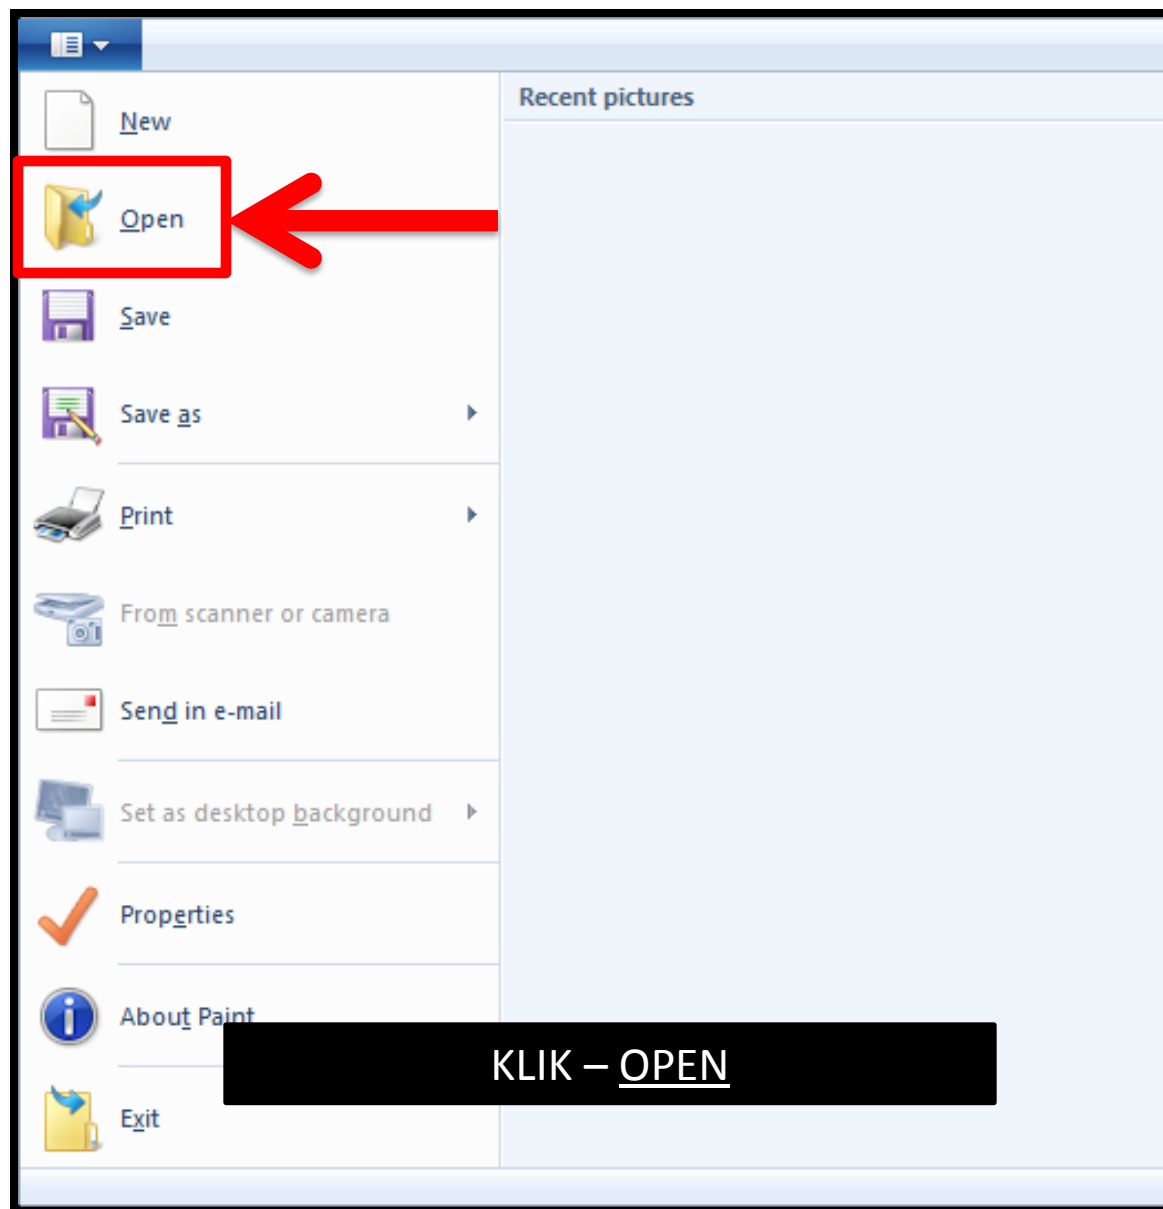 Recent pictures
New
Open
Save
Save as
Print
From scanner or camera
Send in e-mail
Set as desktop background
Properties
About Paint
KLIK – OPEN
Exit